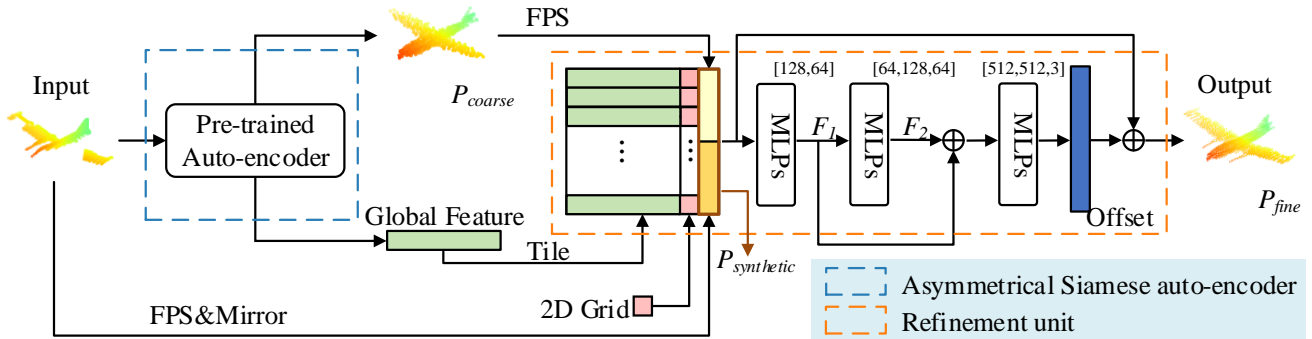 FPS
Input
P_coarse
[128,64]
[64,128,64]
[512,512,3]
Output
Pre-trained
Auto-encoder
MLPs
F_1
MLPs
F_2
MLPs
Global Feature
Offset
P_fine
Tile
P_synthetic
2D Grid
FPS&Mirror
Asymmetrical Siamese auto-encoder
Refinement unit